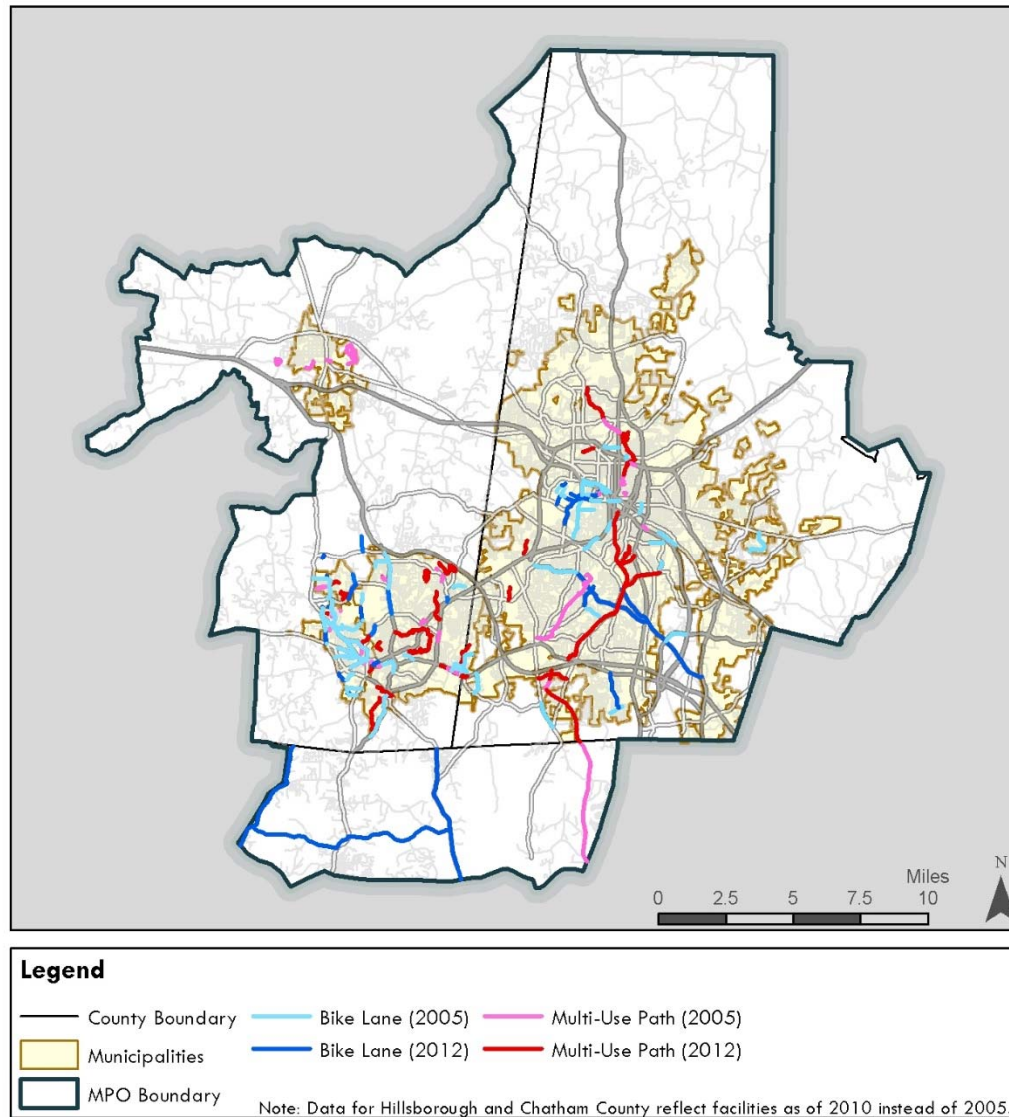 N
Miles
0 2.5 5 7.5 10
Legend
County Boundary Bike Lane (2005) Multi-Use Path (2005)
Municipalities Bike Lane (2012) Multi-Use Path (2012)
MPO Boundary
Note: Data for Hillsborough and Chatham County reflect facilities as of 2010 instead of 2005.